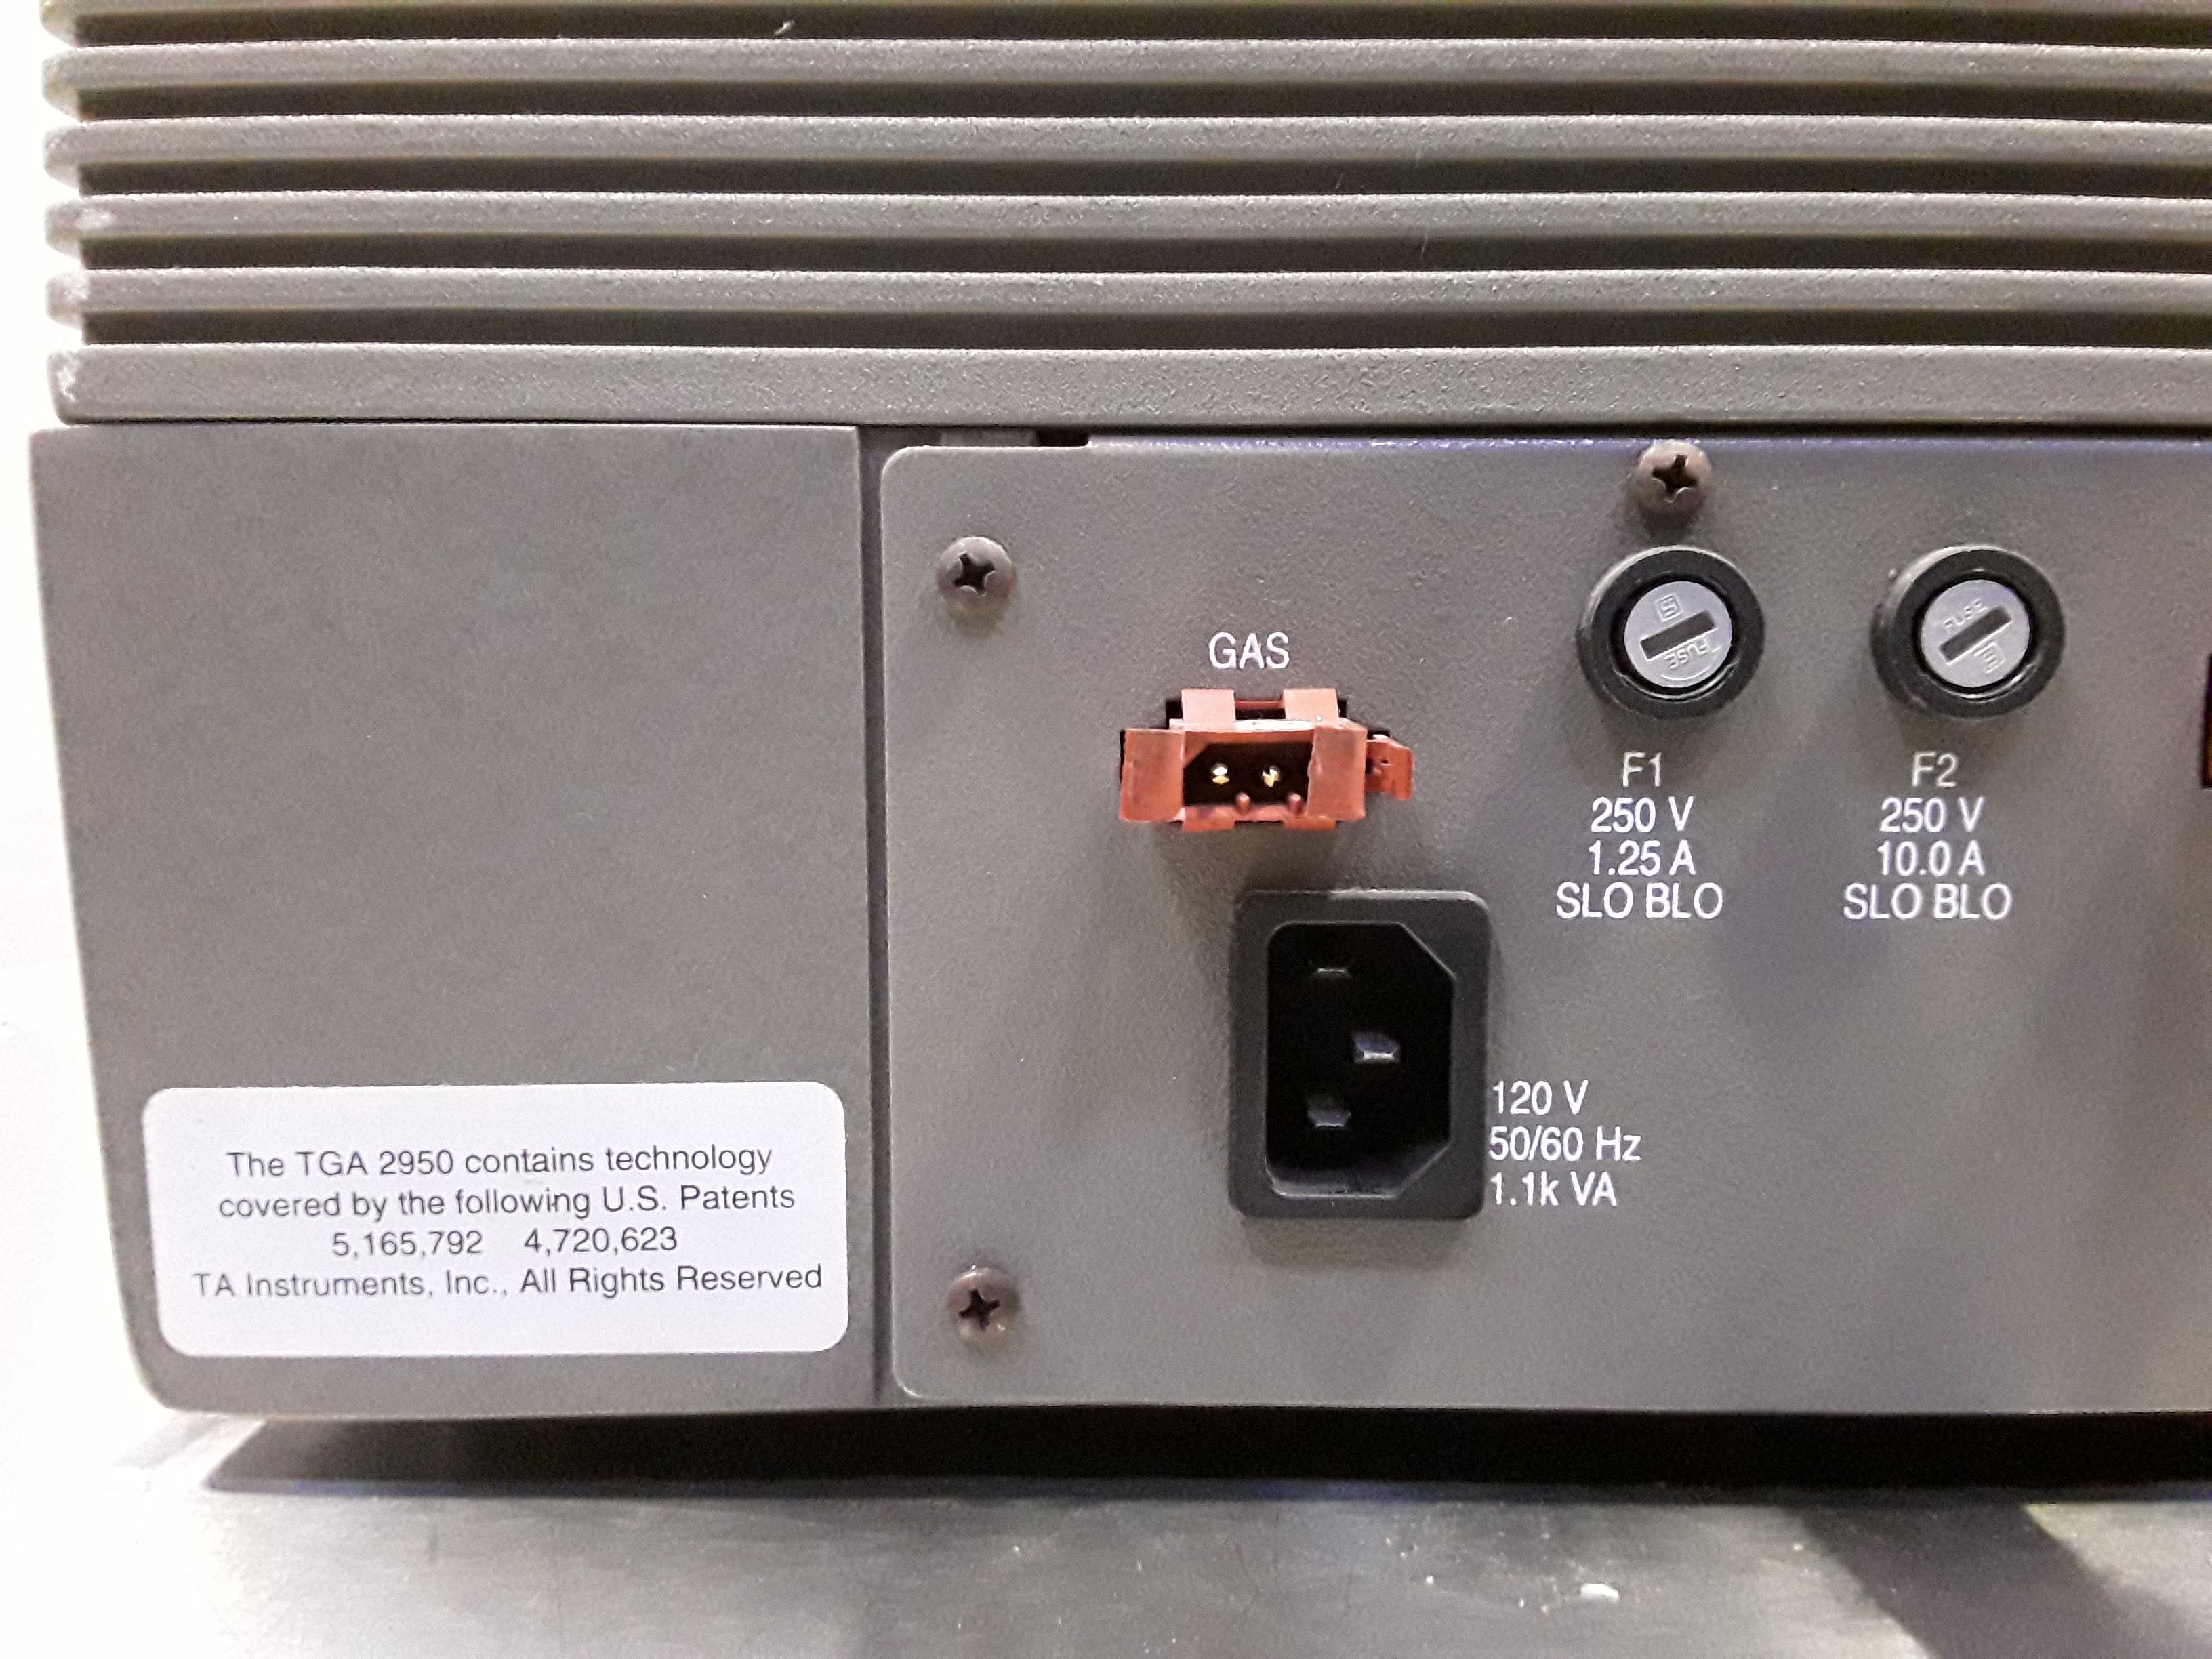 GAS
FUSE
F1
250 V
1.25 A
SLO BLO
FUSE
F2
250 V
10.0 A
SLO BLO
120 V
50/60 Hz
1.1k VA
The TGA 2950 contains technology
covered by the following U.S. Patents
5,165,792 4,720,623
TA Instruments, Inc., All Rights Reserved